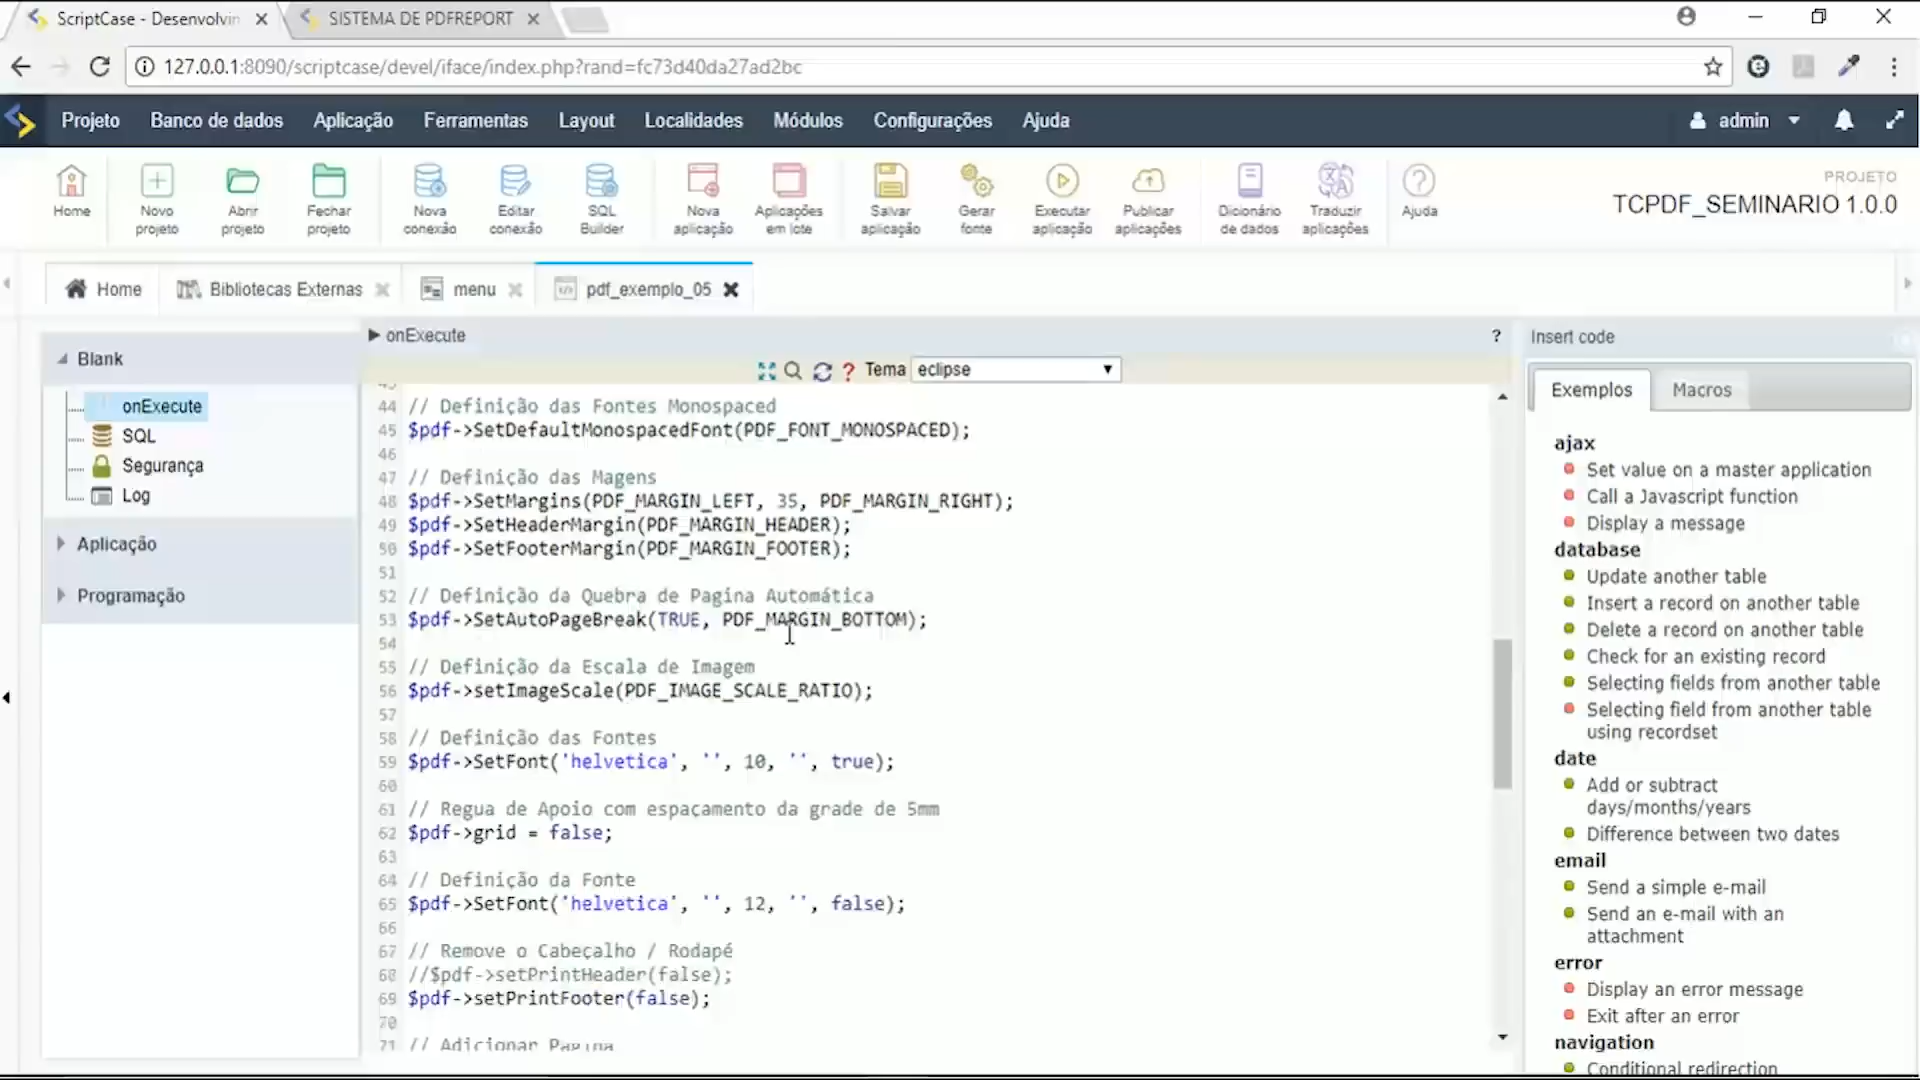 ScriptCase - Desenvolvin
SISTEMA DE PDFREPORT
127.0.0.1:8090/scriptcase/devel/iface/index.php?rand=fc73d40da27ad2bc
Projeto Banco de dados Aplicação Ferramentas Layout Localidades Módulos Configurações Ajuda admin
Home
Novo projeto
Abrir projeto
Fechar projeto
Nova conexão
Editar conexão
SQL Builder
Nova aplicação
Aplicações em lote
Salvar aplicação
Gerar fonte
Executar aplicação
Publicar aplicações
Dicionário de dados
Traduzir aplicações
Ajuda
PROJETO
TCPDF_SEMINARIO 1.0.0
Home Bibliotecas Externas menu pdf_exemplo_05
Blank
onExecute
SQL
Segurança
Log
Aplicação
Programação
onExecute ?
? Tema eclipse
44 // Definição das Fontes Monospaced
45 $pdf->SetDefaultMonospacedFont(PDF_FONT_MONOSPACED);
46
47 // Definição das Magens
48 $pdf->SetMargins(PDF_MARGIN_LEFT, 35, PDF_MARGIN_RIGHT);
49 $pdf->SetHeaderMargin(PDF_MARGIN_HEADER);
50 $pdf->SetFooterMargin(PDF_MARGIN_FOOTER);
51
52 // Definição da Quebra de Pagina Automática
53 $pdf->SetAutoPageBreak(TRUE, PDF_MARGIN_BOTTOM);
54
55 // Definição da Escala de Imagem
56 $pdf->setImageScale(PDF_IMAGE_SCALE_RATIO);
57
58 // Definição das Fontes
59 $pdf->SetFont('helvetica', '', 10, '', true);
60
61 // Regua de Apoio com espaçamento da grade de 5mm
62 $pdf->grid = false;
63
64 // Definição da Fonte
65 $pdf->SetFont('helvetica', '', 12, '', false);
66
67 // Remove o Cabeçalho / Rodapé
68 //$pdf->setPrintHeader(false);
69 $pdf->setPrintFooter(false);
70
71 // Adicionar Pagina
Insert code
Exemplos Macros
ajax
Set value on a master application
Call a Javascript function
Display a message
database
Update another table
Insert a record on another table
Delete a record on another table
Check for an existing record
Selecting fields from another table
Selecting field from another table
using recordset
date
Add or subtract
days/months/years
Difference between two dates
email
Send a simple e-mail
Send an e-mail with an
attachment
error
Display an error message
Exit after an error
navigation
Conditional redirection